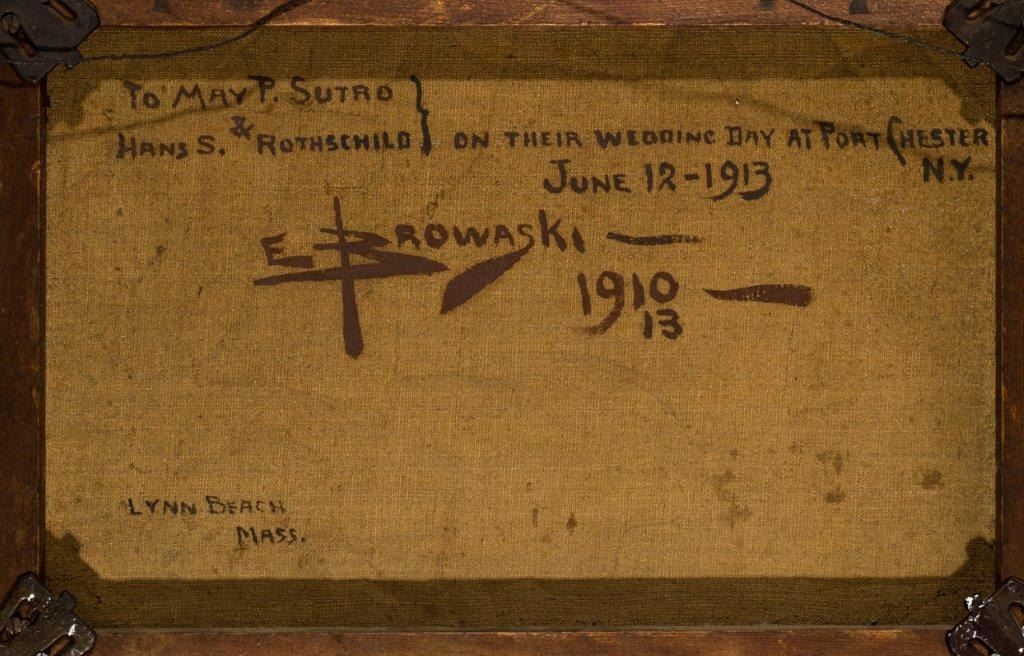 TO MAY P. SUTRO
&
HANS S. ROTHSCHILD } ON THEIR WEDDING DAY AT PORT CHESTER
N.Y.
JUNE 12-1913
E BROWASKI —
1910 —
13
LYNN BEACH
MASS.